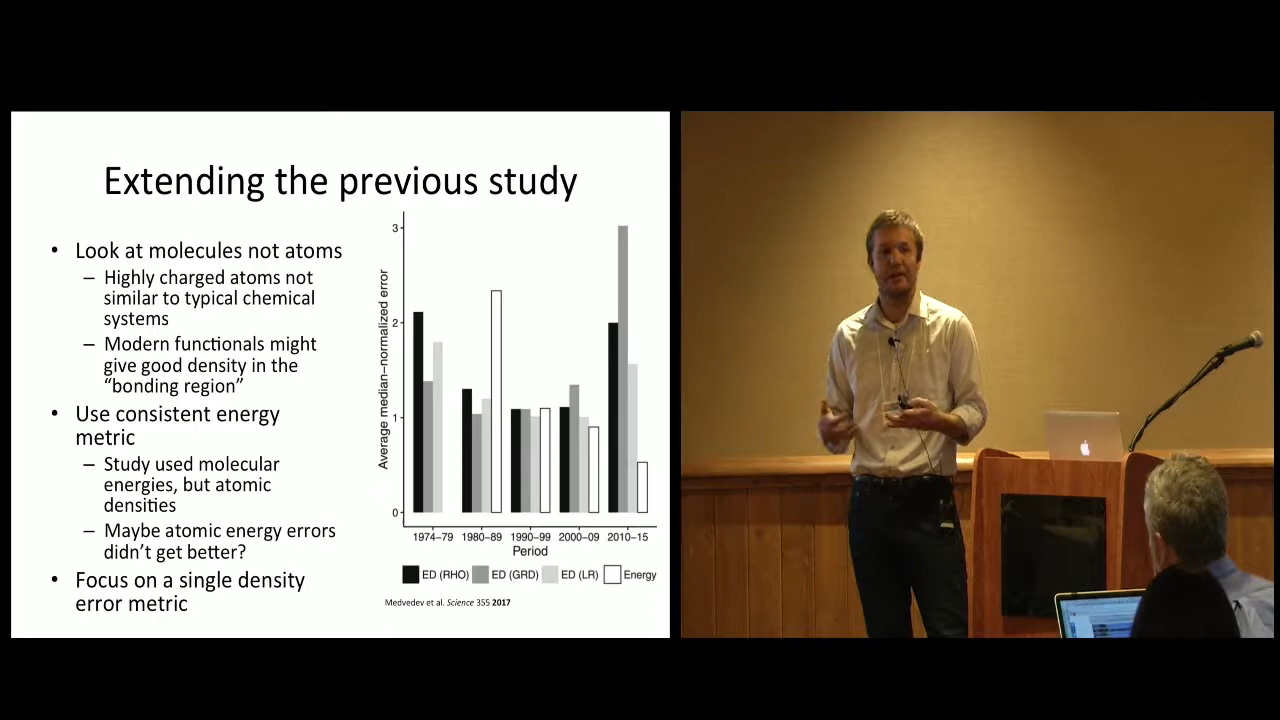 Extending the previous study
• Look at molecules not atoms
– Highly charged atoms not
similar to typical chemical
systems
– Modern functionals might
give good density in the
“bonding region”
• Use consistent energy
metric
– Study used molecular
energies, but atomic
densities
– Maybe atomic energy errors
didn’t get better?
• Focus on a single density
error metric
Average median−normalized error
3
2
1
0
1974−79 1980−89 1990−99 2000−09 2010−15
Period
ED (RHO) ED (GRD) ED (LR) Energy
Medvedev et al. Science 355 2017